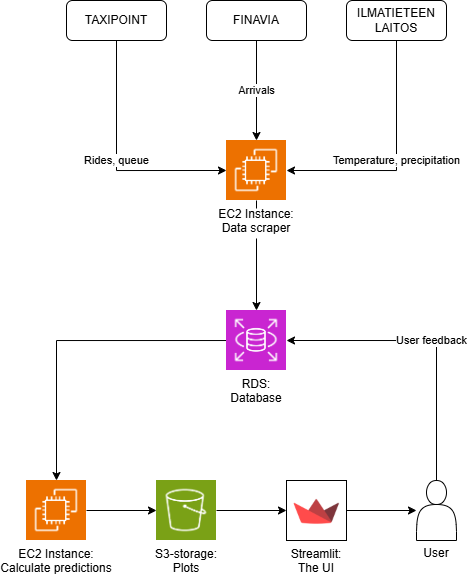 TAXIPOINT
FINAVIA
ILMATIETEEN
LAITOS
Arrivals
Rides, queue
Temperature, precipitation
EC2 Instance:
Data scraper
User feedback
RDS:
Database
EC2 Instance:
Calculate predictions
S3-storage:
Plots
Streamlit:
The UI
User